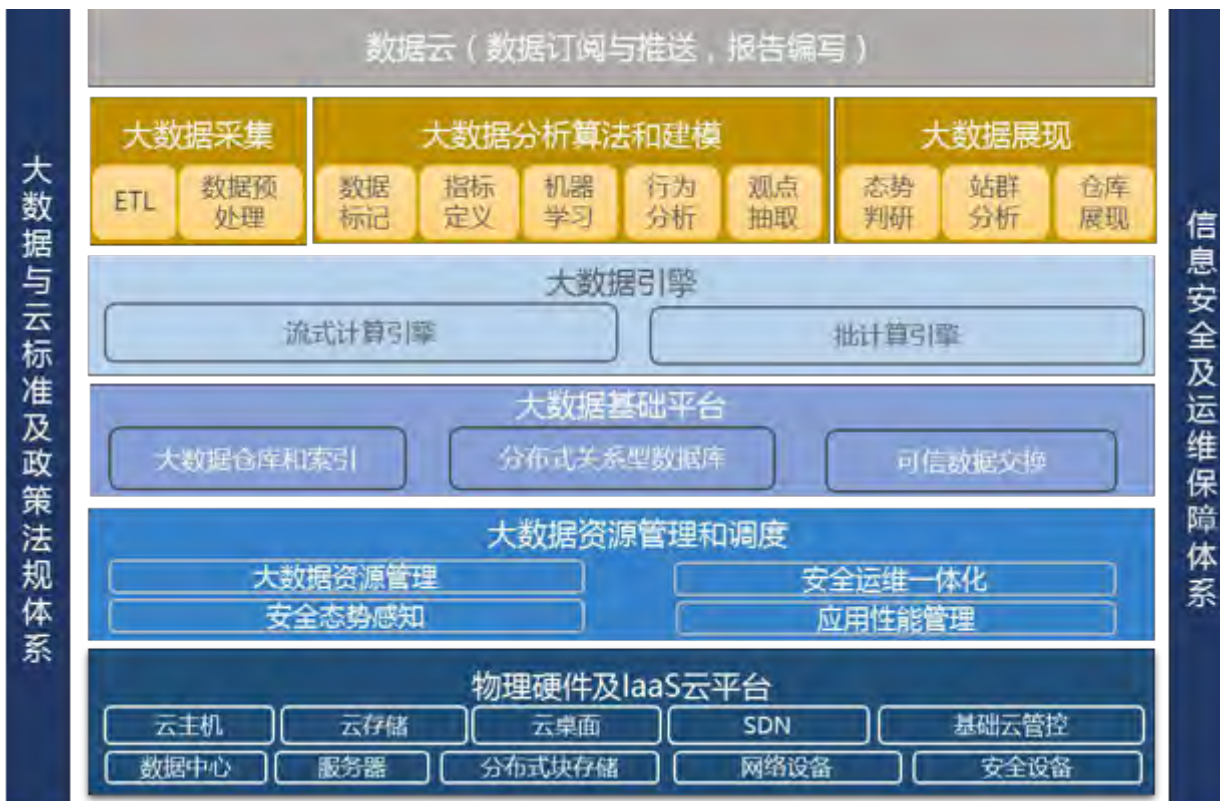 数据云（数据订阅与推送，报告编写）
大数据与云标准及政策法规体系
大数据采集
ETL
数据预
处理
大数据分析算法和建模
数据
标记
指标
定义
机器
学习
行为
分析
观点
抽取
大数据展现
态势
判研
站群
分析
仓库
展现
大数据引擎
流式计算引擎
批计算引擎
大数据基础平台
大数据仓库和索引
分布式关系型数据库
可信数据交换
大数据资源管理和调度
大数据资源管理
安全运维一体化
安全态势感知
应用性能管理
物理硬件及IaaS云平台
云主机
云存储
云桌面
SDN
基础云管控
数据中心
服务器
分布式块存储
网络设备
安全设备
信息安全及运维保障体系